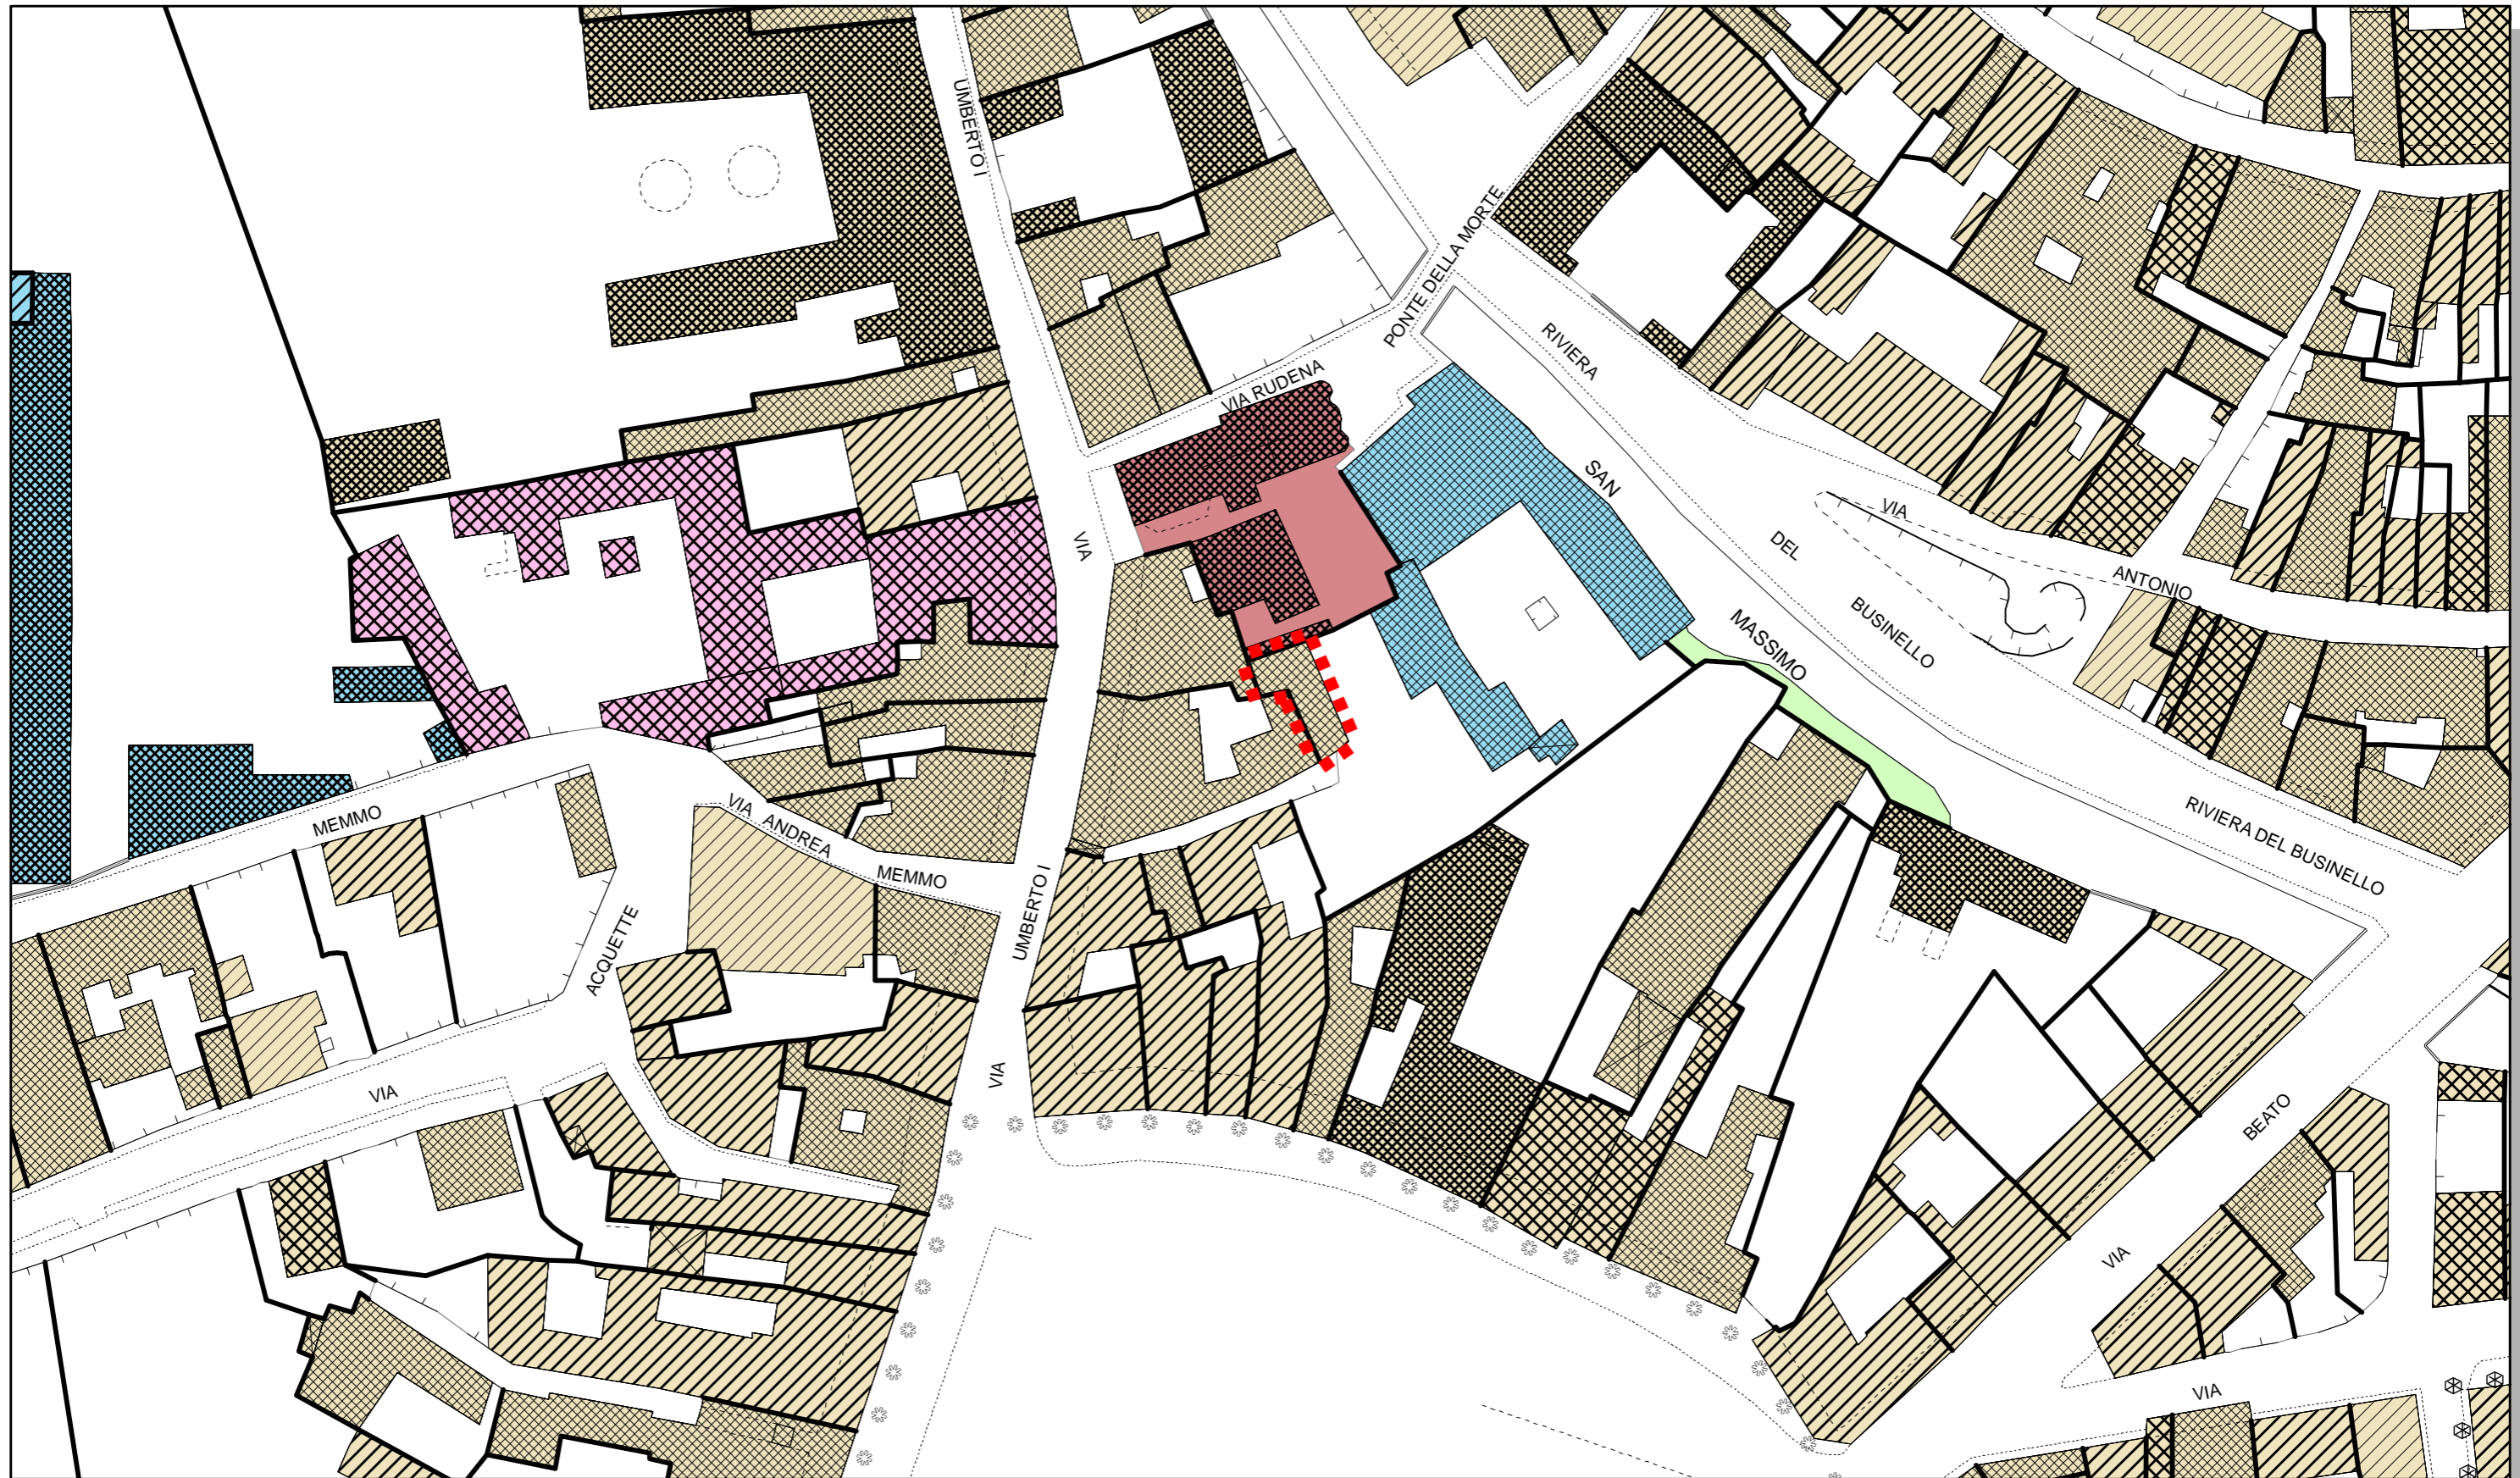 UMBERTO I
PONTE DELLA MORTE
VIA RUDENA
RIVIERA
SAN
VIA
DEL
VIA
ANTONIO
BUSINELLO
MASSIMO
MEMMO
VIA
ANDREA
MEMMO
RIVIERA DEL BUSINELLO
UMBERTO I
ACQUETTE
VIA
VIA
BEATO
VIA
VIA